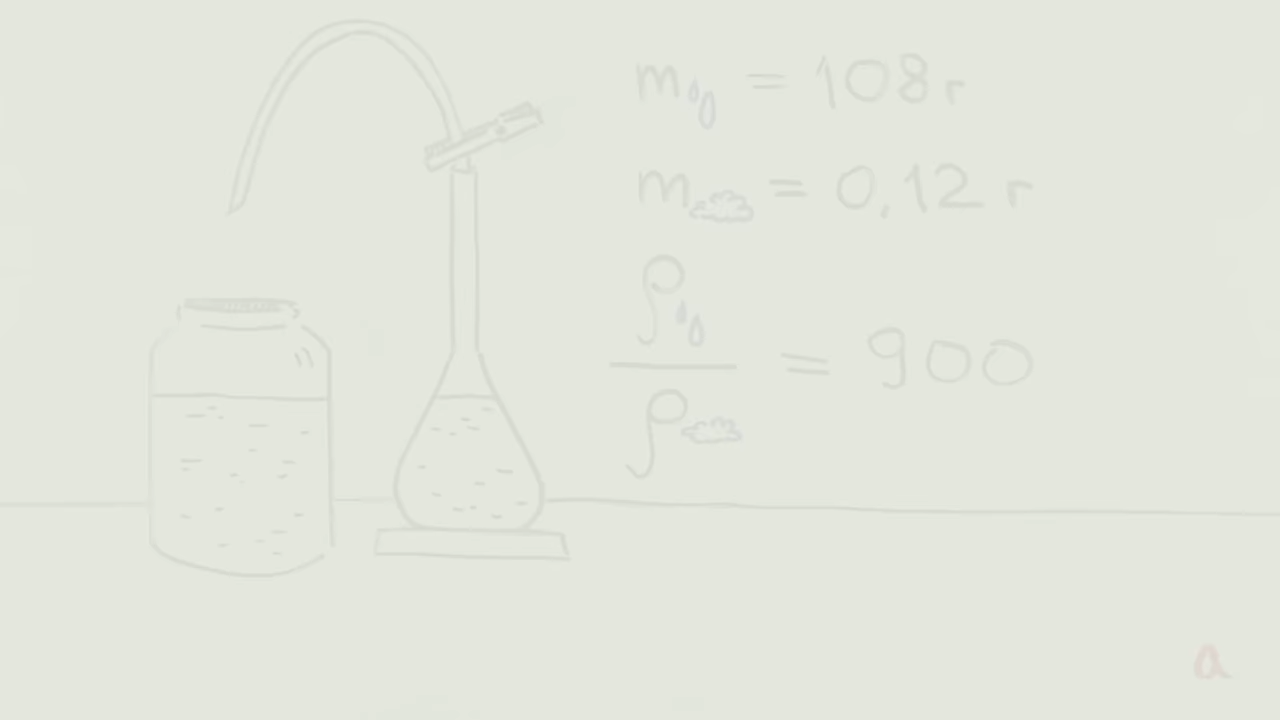 m💧 = 108 г
m☁ = 0,12 г
ρ💧 / ρ☁ = 900
a